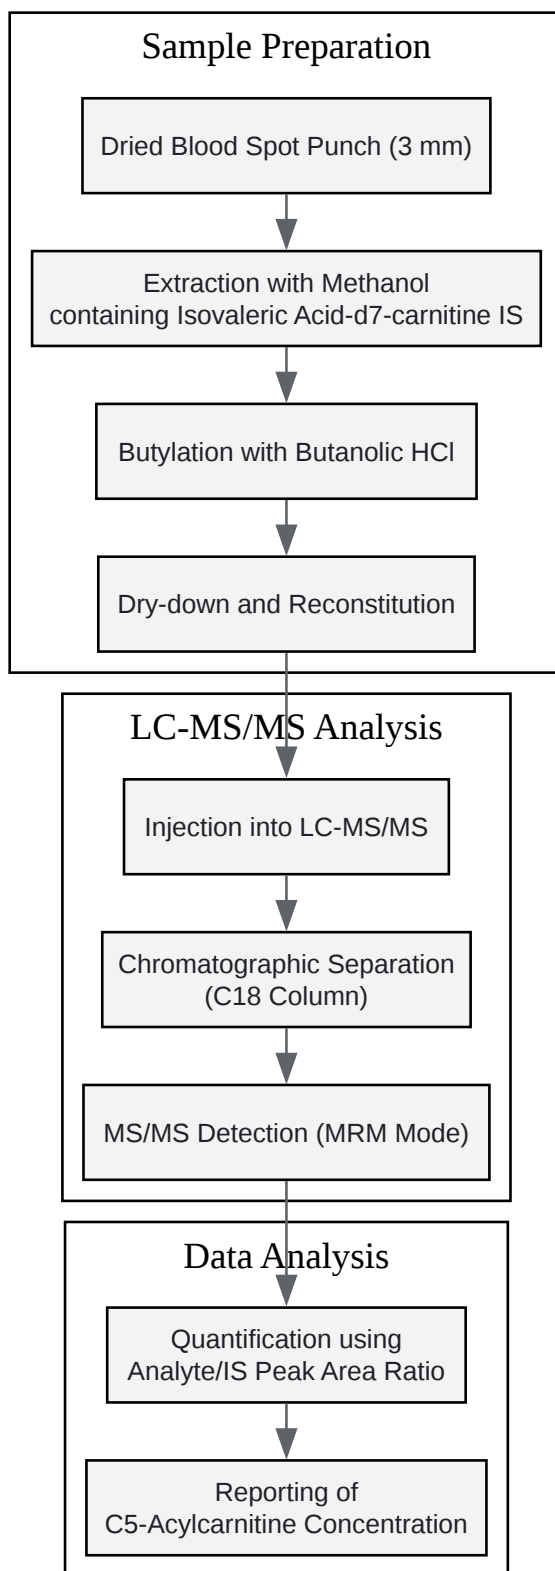 Sample Preparation
Dried Blood Spot Punch (3 mm)
Extraction with Methanol
containing Isovaleric Acid-d7-carnitine IS
Butylation with Butanolic HCl
Dry-down and Reconstitution
LC-MS/MS Analysis
Injection into LC-MS/MS
Chromatographic Separation
(C18 Column)
MS/MS Detection (MRM Mode)
Data Analysis
Quantification using
Analyte/IS Peak Area Ratio
Reporting of
C5-Acylcarnitine Concentration